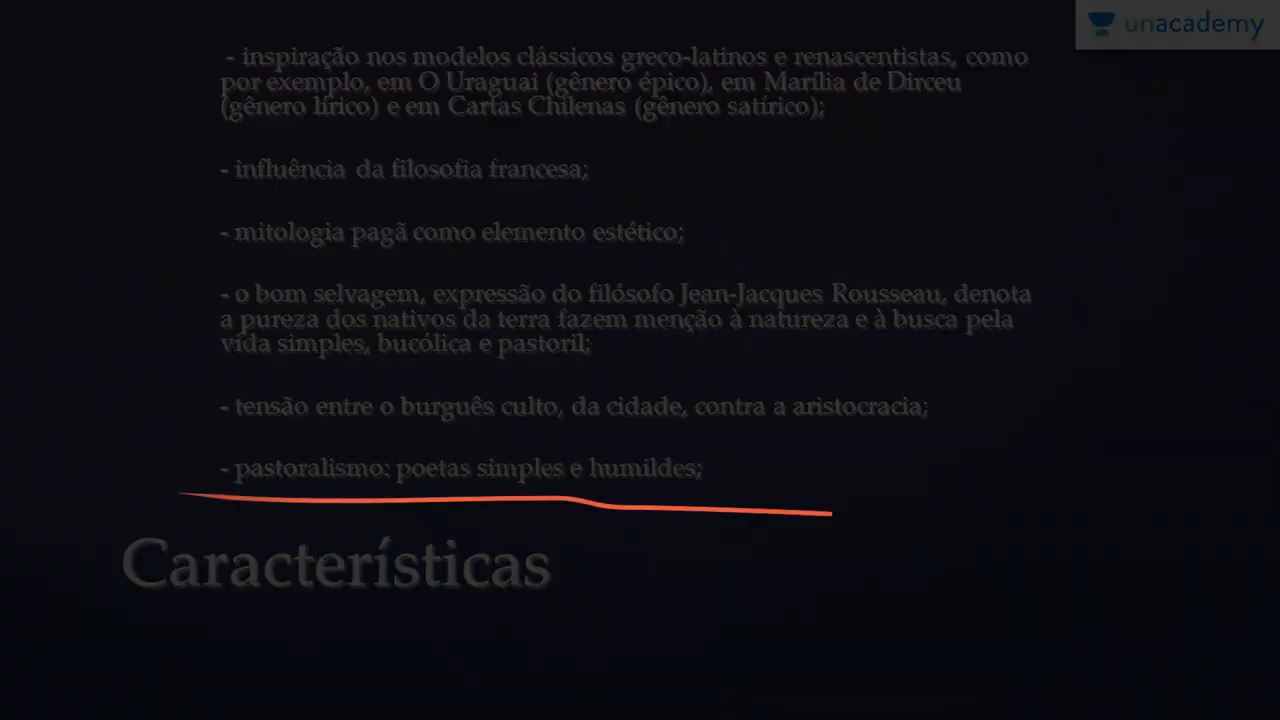 unacademy
- inspiração nos modelos clássicos greco-latinos e renascentistas, como
por exemplo, em O Uraguai (gênero épico), em Marília de Dirceu
(gênero lírico) e em Cartas Chilenas (gênero satírico);
- influência da filosofia francesa;
- mitologia pagã como elemento estético;
- o bom selvagem, expressão do filósofo Jean-Jacques Rousseau, denota
a pureza dos nativos da terra fazem menção à natureza e à busca pela
vida simples, bucólica e pastoril;
- tensão entre o burguês culto, da cidade, contra a aristocracia;
- pastoralismo: poetas simples e humildes;
Características